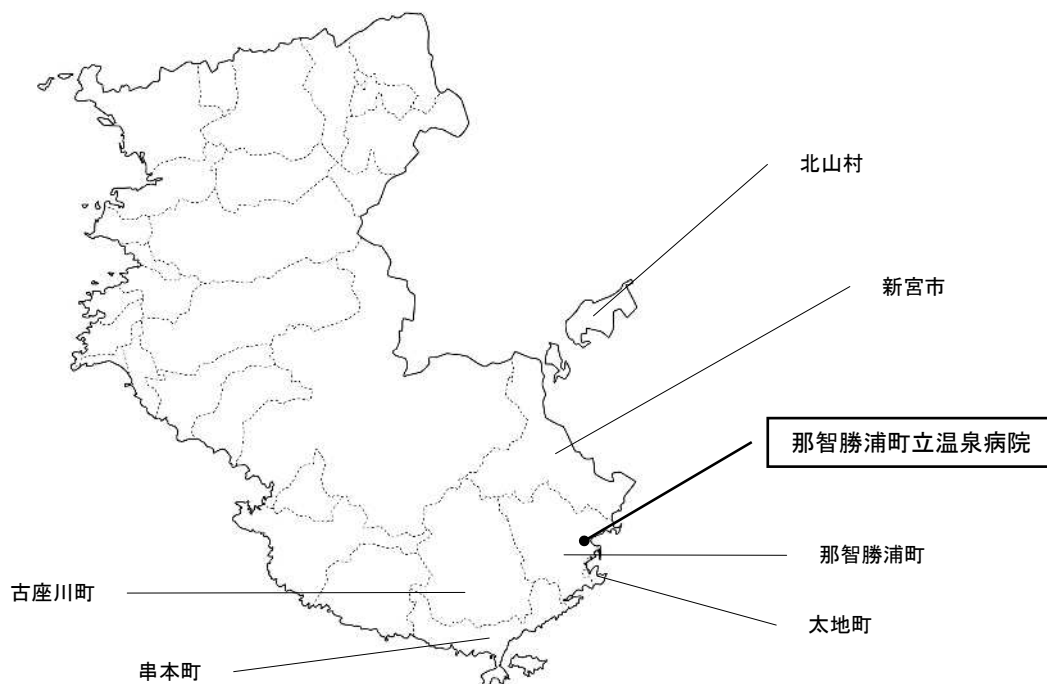 北山村
新宮市
那智勝浦町立温泉病院
那智勝浦町
古座川町
太地町
串本町